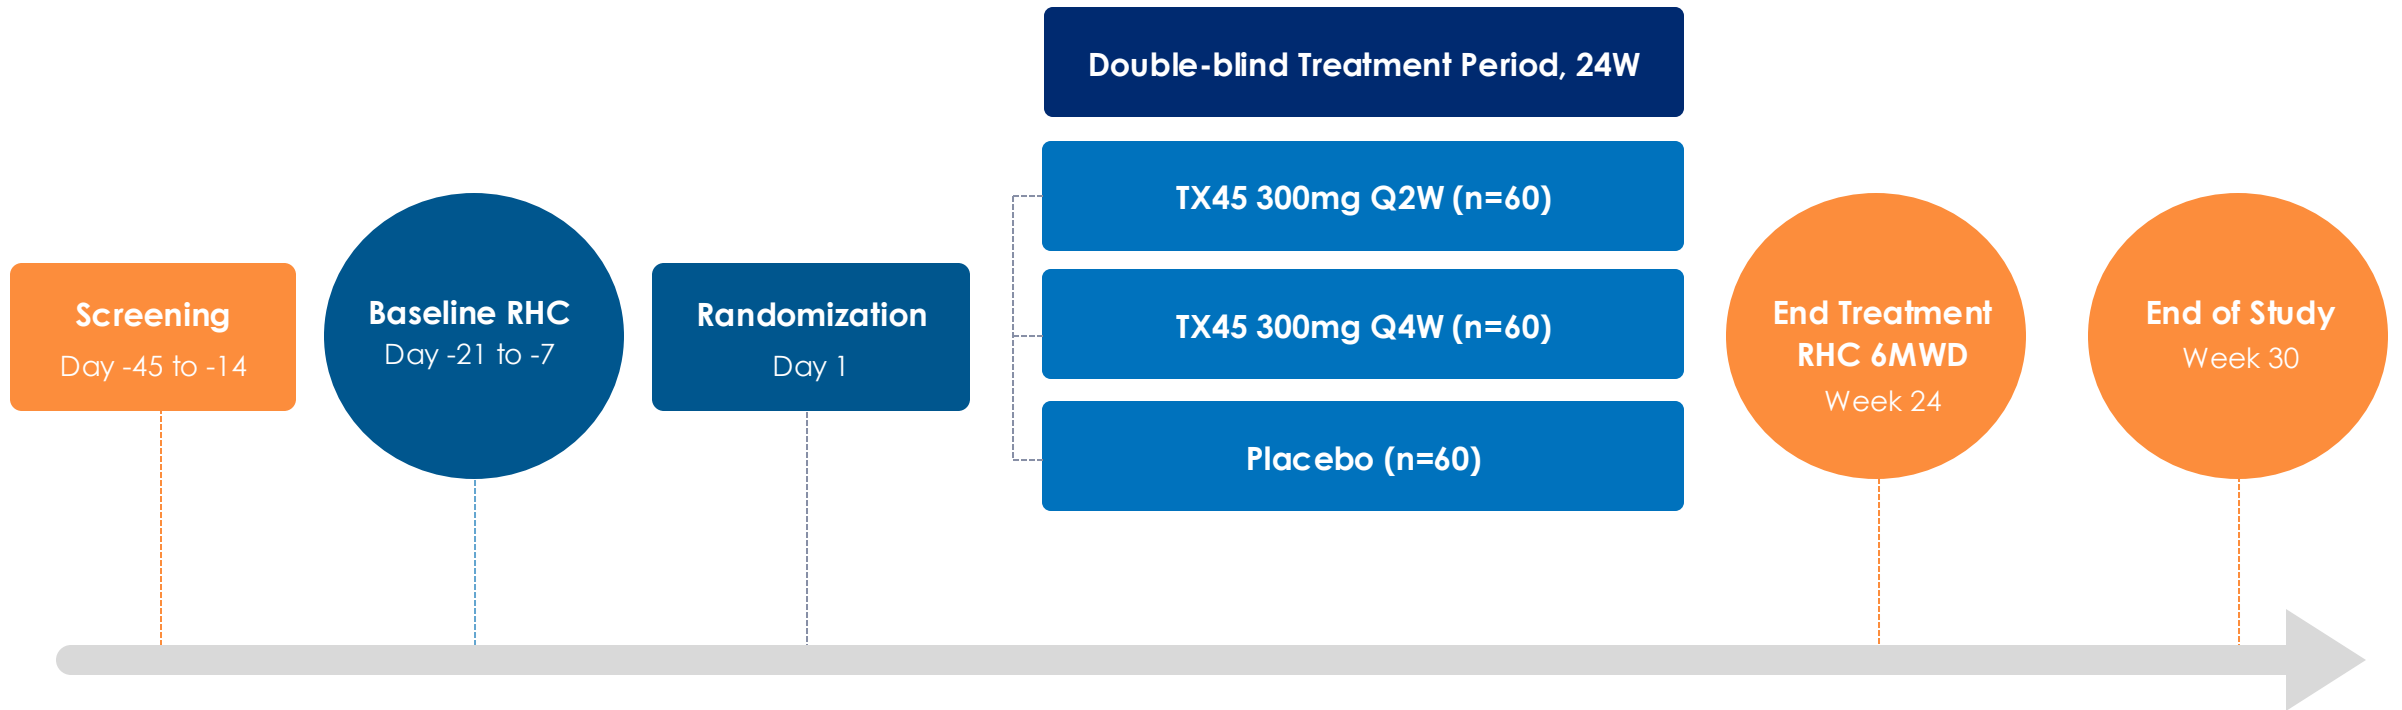 Double-blind Treatment Period, 24W
Screening
Day -45 to -14
Baseline RHC
Day -21 to -7
Randomization
Day 1
TX45 300mg Q2W (n=60)
TX45 300mg Q4W (n=60)
Placebo (n=60)
End Treatment
RHC 6MWD
Week 24
End of Study
Week 30